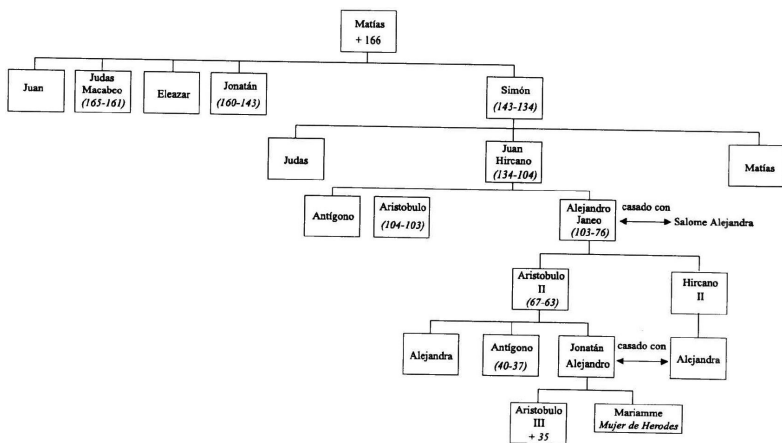 Matías
+ 166
Juan
Judas
Macabeo
(165-161)
Eleazar
Jonatán
(160-143)
Simón
(143-134)
Judas
Juan
Hircano
(134-104)
Matías
Antígono
Aristobulo
(104-103)
Alejandro
Janeo
(103-76)
casado con
Salome Alejandra
Aristobulo
II
(67-63)
Hircano
II
Alejandra
Antígono
(40-37)
Jonatán
Alejandro
casado con
Alejandra
Aristobulo
III
+ 35
Mariamme
Mujer de Herodes